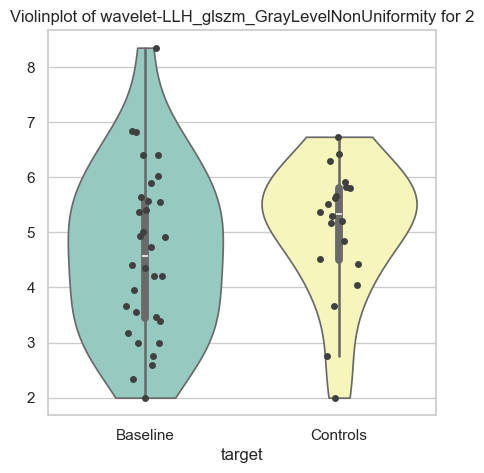 Violinplot of wavelet-LLH_glszm_GrayLevelNonUniformity for 2
8
7
6
5
4
3
2
Baseline Controls
target